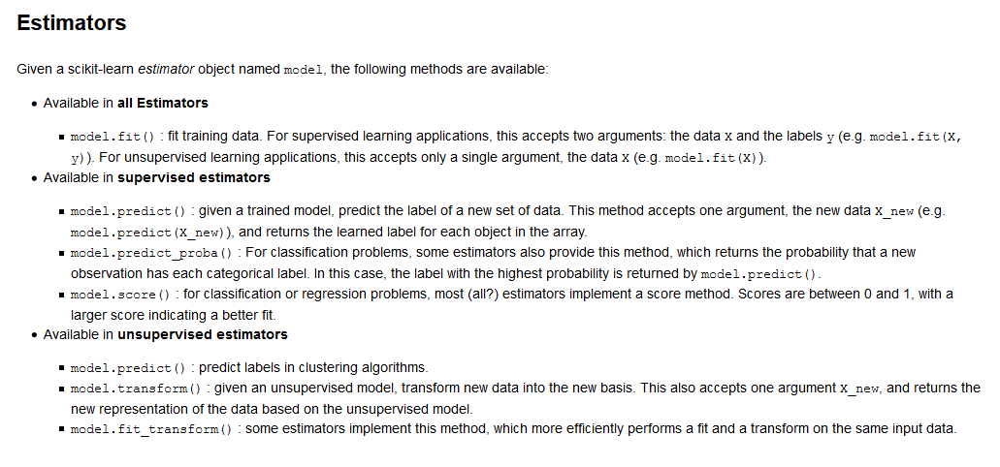 Estimators
Given a scikit-learn estimator object named model, the following methods are available:
• Available in all Estimators
▪ model.fit() : fit training data. For supervised learning applications, this accepts two arguments: the data X and the labels y (e.g. model.fit(X,
y)). For unsupervised learning applications, this accepts only a single argument, the data X (e.g. model.fit(X)).
• Available in supervised estimators
▪ model.predict() : given a trained model, predict the label of a new set of data. This method accepts one argument, the new data X_new (e.g.
model.predict(X_new)), and returns the learned label for each object in the array.
▪ model.predict_proba() : For classification problems, some estimators also provide this method, which returns the probability that a new
observation has each categorical label. In this case, the label with the highest probability is returned by model.predict().
▪ model.score() : for classification or regression problems, most (all?) estimators implement a score method. Scores are between 0 and 1, with a
larger score indicating a better fit.
• Available in unsupervised estimators
▪ model.predict() : predict labels in clustering algorithms.
▪ model.transform() : given an unsupervised model, transform new data into the new basis. This also accepts one argument X_new, and returns the
new representation of the data based on the unsupervised model.
▪ model.fit_transform() : some estimators implement this method, which more efficiently performs a fit and a transform on the same input data.